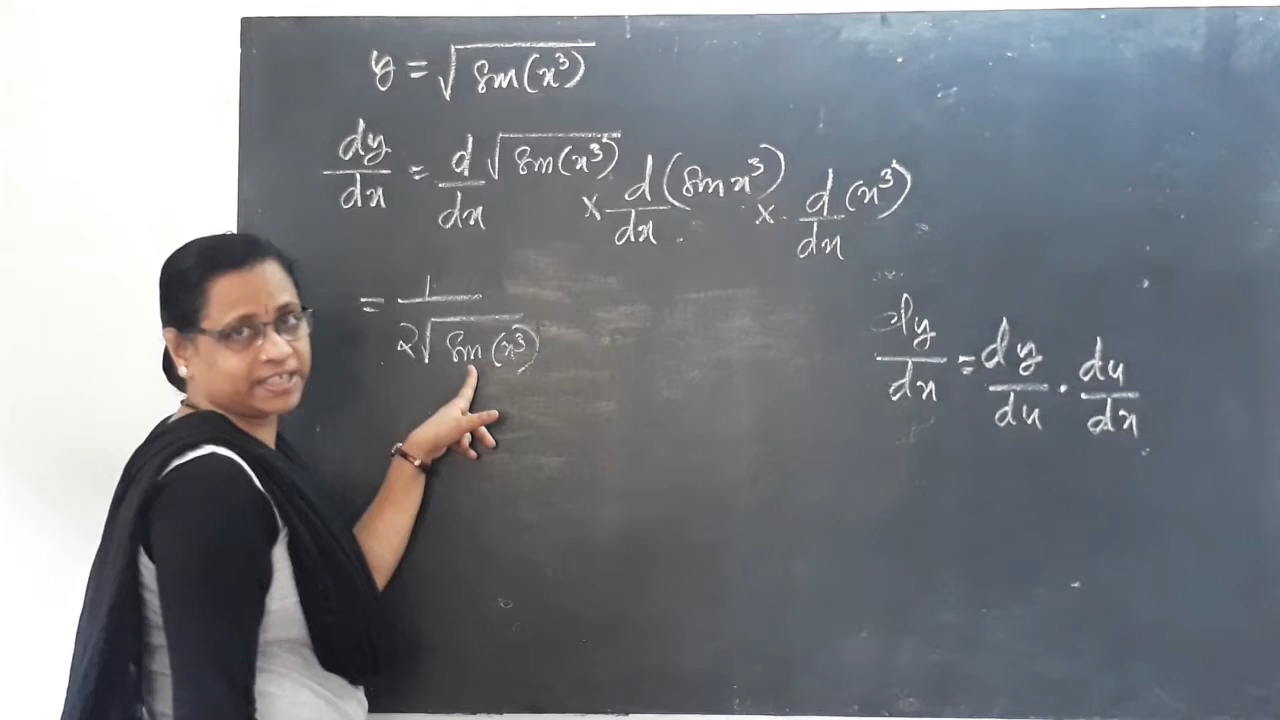 y = √sin(x³)
dy/dx = d/dx √sin(x³) × d/dx (sin x³) × d/dx (x³)
= 1/2√sin(x³)
dy/dx = dy/du · du/dx